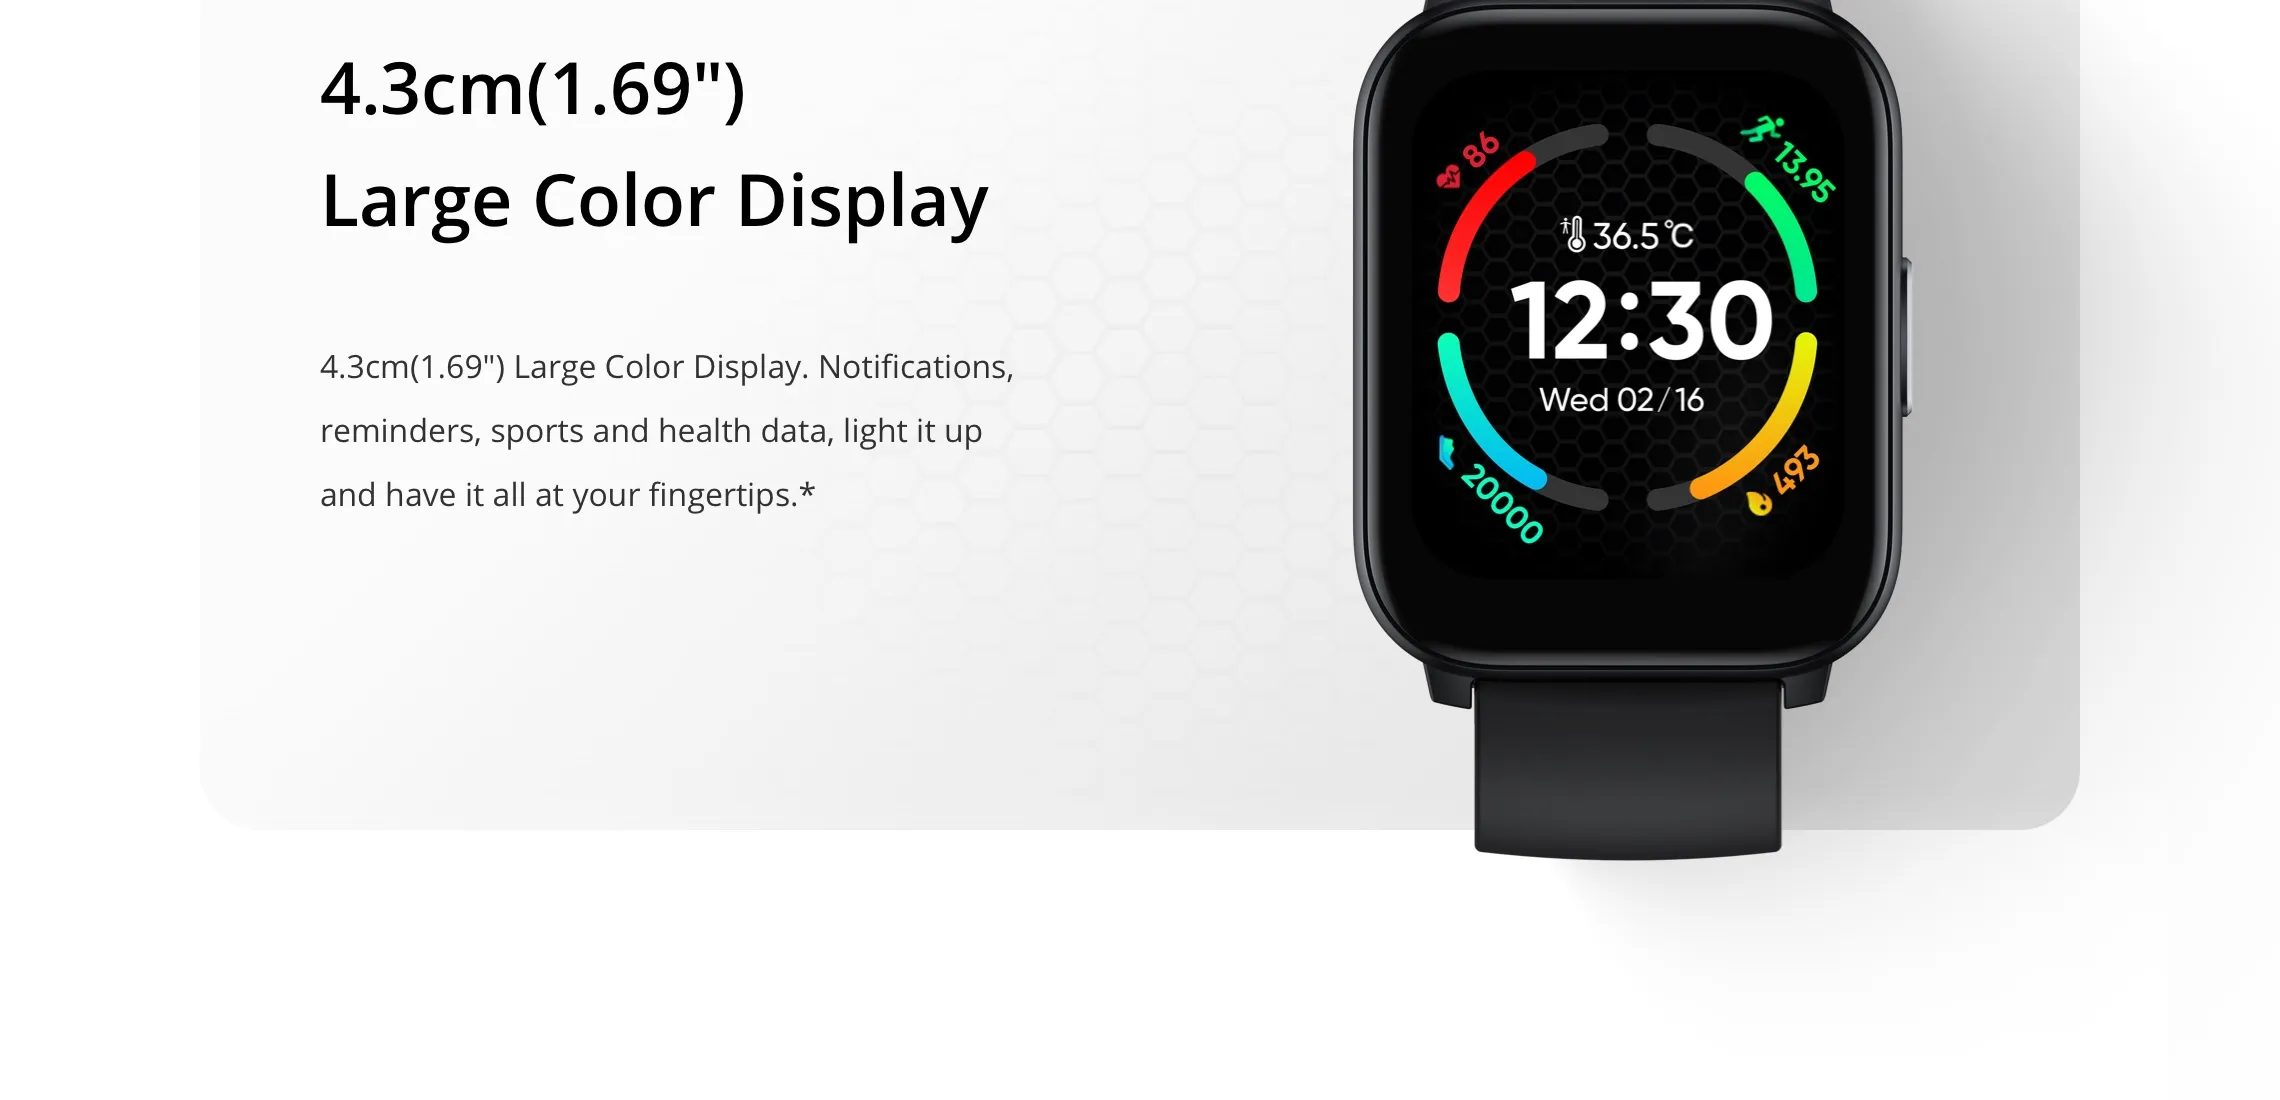 4.3cm(1.69")
Large Color Display
4.3cm(1.69") Large Color Display. Notifications,
reminders, sports and health data, light it up
and have it all at your fingertips.*
86
13.95
36.5℃
12:30
Wed 02/16
20000
493